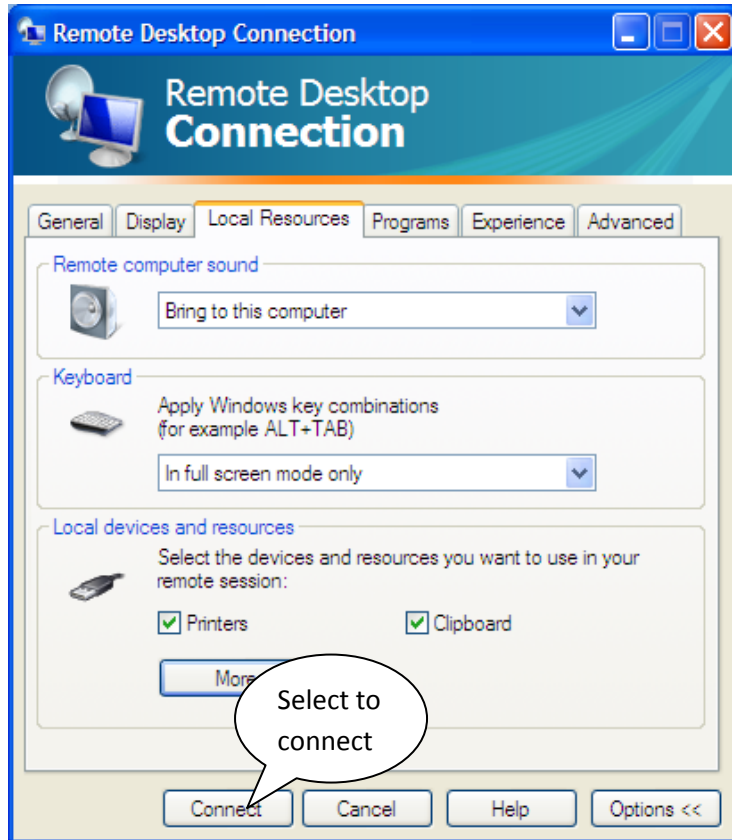 Remote Desktop Connection
Remote Desktop
Connection
General Display Local Resources Programs Experience Advanced
Remote computer sound
Bring to this computer
Keyboard
Apply Windows key combinations
(for example ALT+TAB)
In full screen mode only
Local devices and resources
Select the devices and resources you want to use in your
remote session:
Printers Clipboard
More
Select to
connect
Connect Cancel Help Options <<